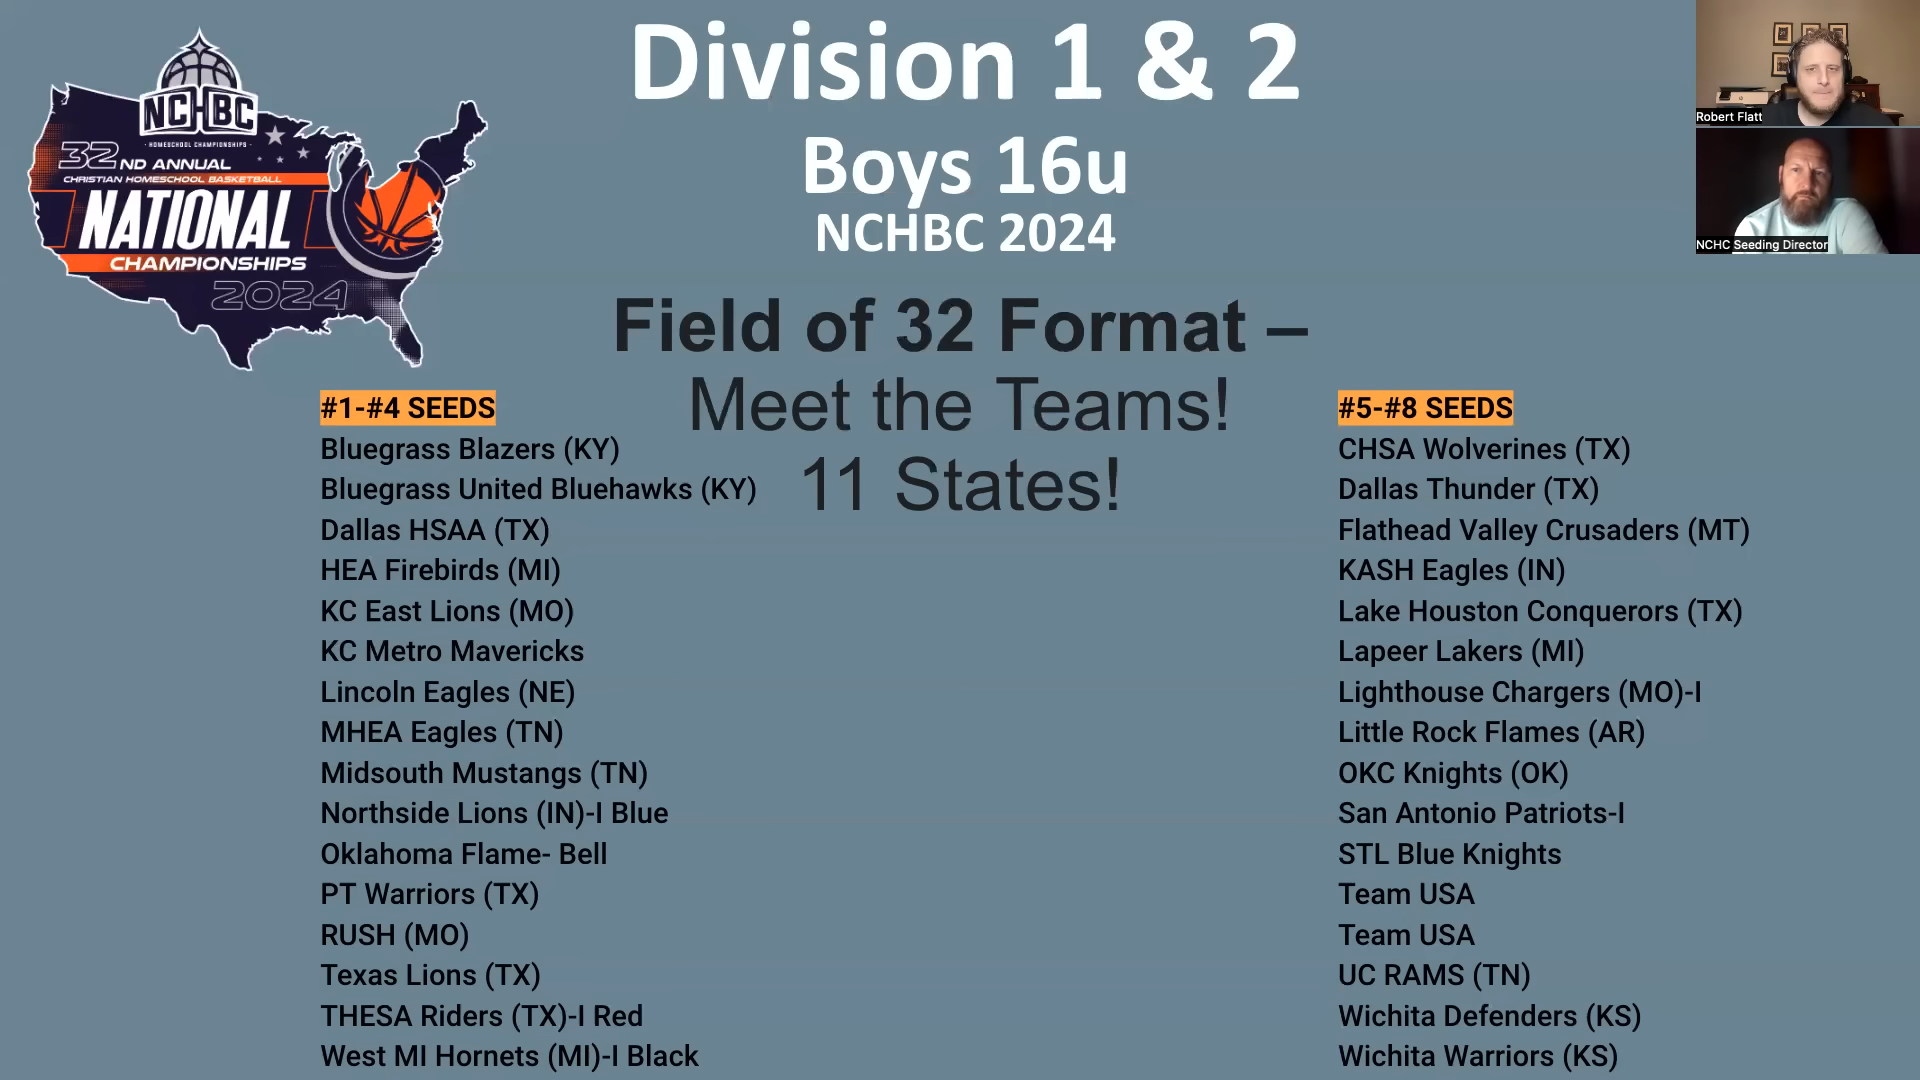 Division 1 & 2
Boys 16u
NCHBC 2024
NCHBC
- HOMESCHOOL CHAMPIONSHIPS -
32ND ANNUAL
CHRISTIAN HOMESCHOOL BASKETBALL
NATIONAL
CHAMPIONSHIPS
2024
Robert Flatt
NCHC Seeding Director
Field of 32 Format –
Meet the Teams!
11 States!
#1-#4 SEEDS
Bluegrass Blazers (KY)
Bluegrass United Bluehawks (KY)
Dallas HSAA (TX)
HEA Firebirds (MI)
KC East Lions (MO)
KC Metro Mavericks
Lincoln Eagles (NE)
MHEA Eagles (TN)
Midsouth Mustangs (TN)
Northside Lions (IN)-I Blue
Oklahoma Flame- Bell
PT Warriors (TX)
RUSH (MO)
Texas Lions (TX)
THESA Riders (TX)-I Red
West MI Hornets (MI)-I Black
#5-#8 SEEDS
CHSA Wolverines (TX)
Dallas Thunder (TX)
Flathead Valley Crusaders (MT)
KASH Eagles (IN)
Lake Houston Conquerors (TX)
Lapeer Lakers (MI)
Lighthouse Chargers (MO)-I
Little Rock Flames (AR)
OKC Knights (OK)
San Antonio Patriots-I
STL Blue Knights
Team USA
Team USA
UC RAMS (TN)
Wichita Defenders (KS)
Wichita Warriors (KS)